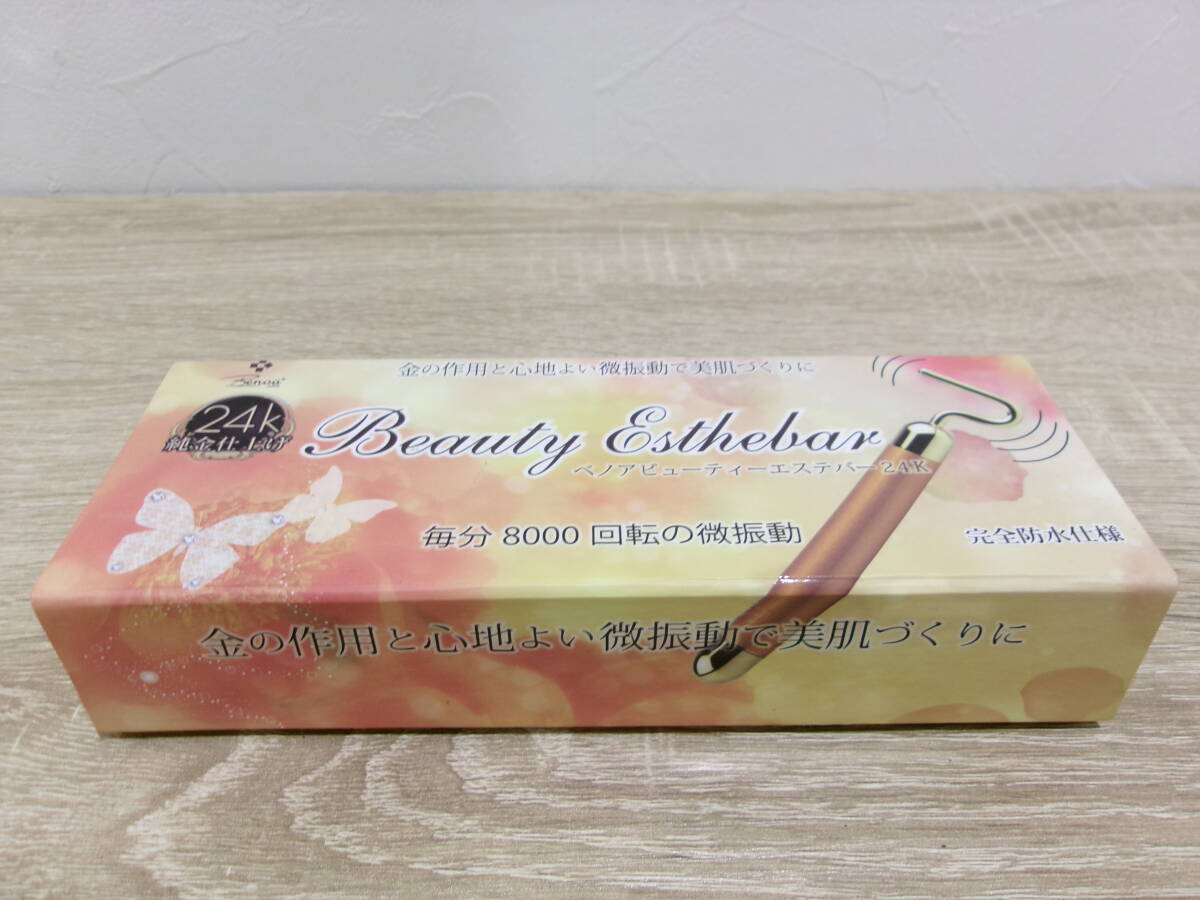 金の作用と心地よい微振動で美肌づくりに
Benoa
24k
純金仕上げ
Beauty Esthebar
ベノアビューティーエステバー24K
毎分 8000 回転の微振動
完全防水仕様
金の作用と心地よい微振動で美肌づくりに